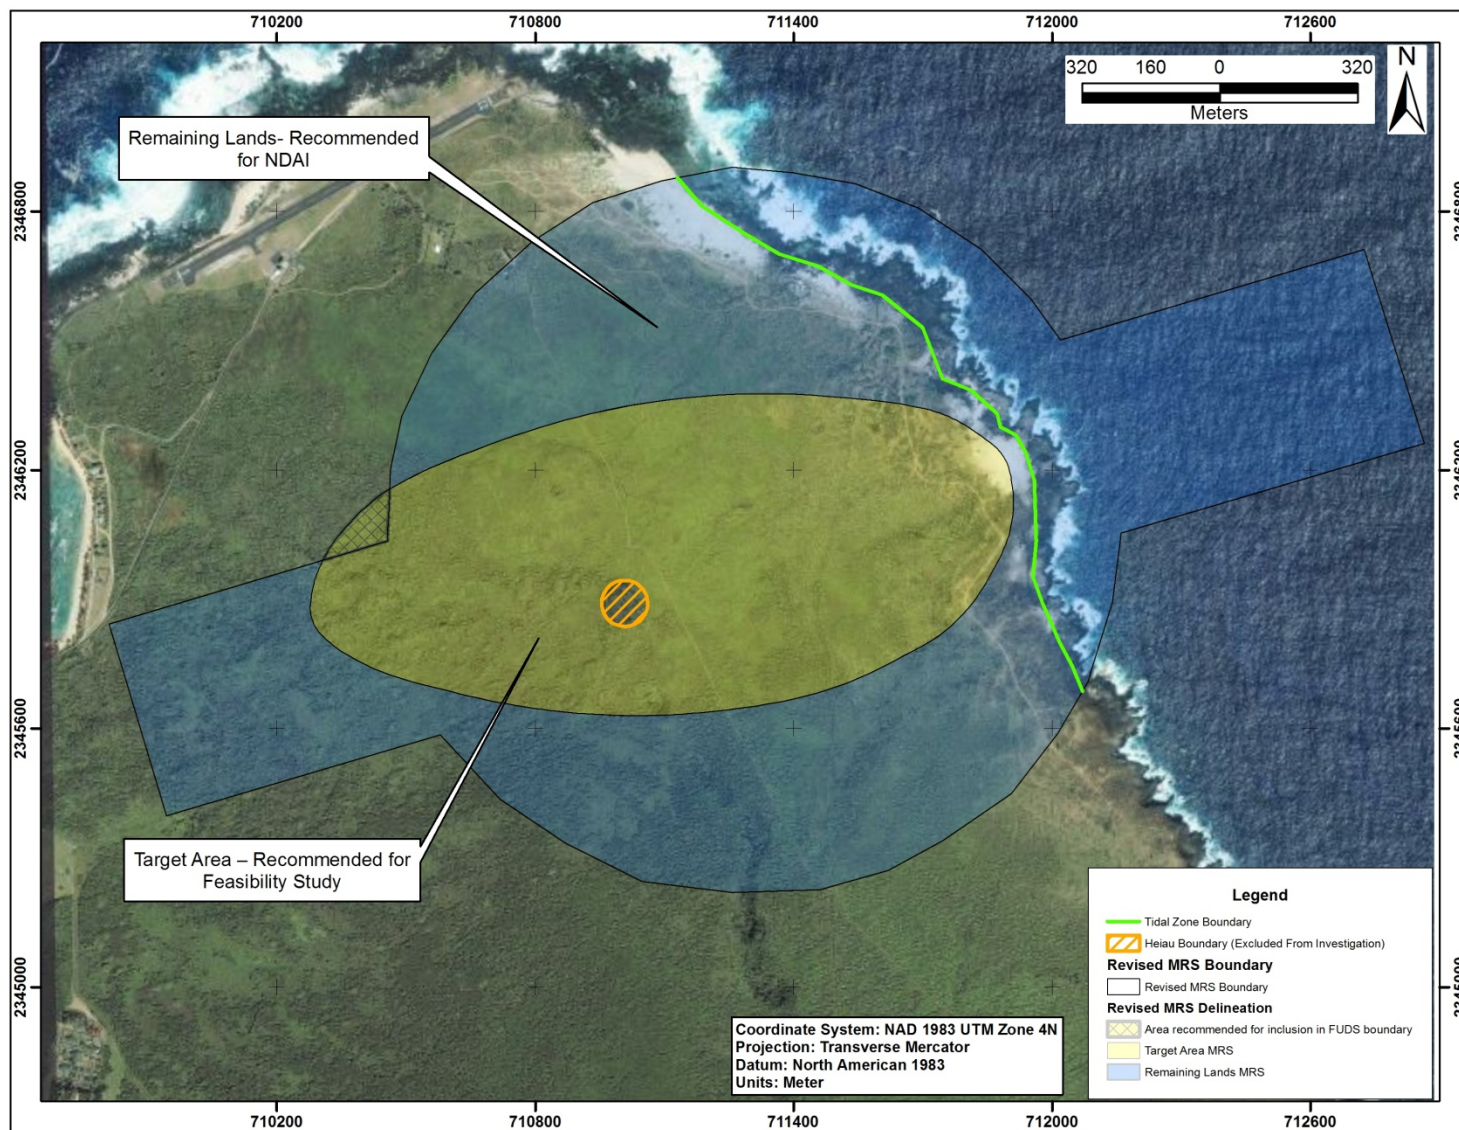 710200
710800
711400
712000
712600
320 160 0 320
Meters
N
Remaining Lands- Recommended
for NDAI
2346800
2346800
2346200
2346200
2345600
2345600
2345000
2345000
Target Area – Recommended for
Feasibility Study
Legend
Tidal Zone Boundary
Heiau Boundary (Excluded From Investigation)
Revised MRS Boundary
Revised MRS Boundary
Revised MRS Delineation
Area recommended for inclusion in FUDS boundary
Target Area MRS
Remaining Lands MRS
Coordinate System: NAD 1983 UTM Zone 4N
Projection: Transverse Mercator
Datum: North American 1983
Units: Meter
710200
710800
711400
712000
712600